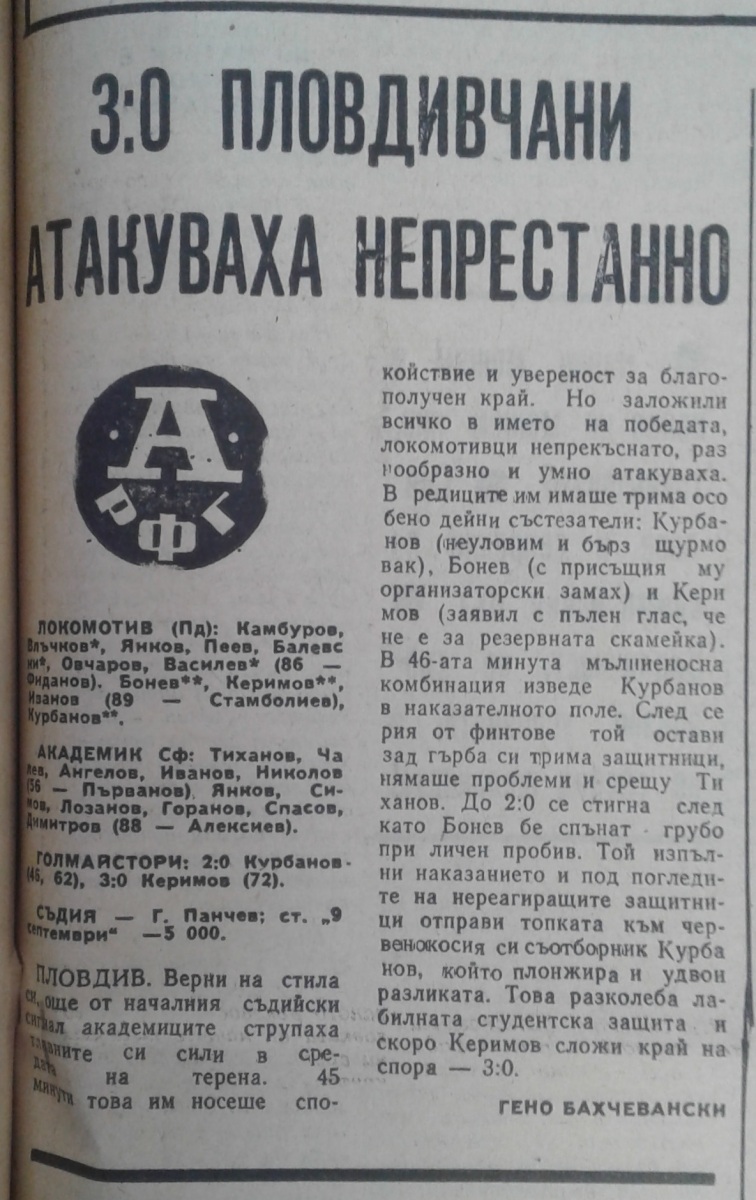 3:0 ПЛОВДИВЧАНИ
АТАКУВАХА НЕПРЕСТАННО
А
РФГ
ЛОКОМОТИВ (Пд): Камбуров,
Влъчков*, Янков, Пеев, Балевс
ки*, Овчаров, Василев* (86 —
Фиданов). Бонев**, Керимов**,
Иванов (89 — Стамболиев),
Курбанов**.
АКАДЕМИК Сф: Тиханов, Ча
лев, Ангелов, Иванов, Николов
(56 — Първанов) Янков, Си-
мов, Лозанов, Горанов, Спасов,
Димитров (88 — Алексиев).
ГОЛМАЙСТОРИ: 2:0 Курбанов
(46, 62), 3:0 Керимов (72).
СЪДИЯ — Г. Панчев; ст. „9
септември“ —5 000.
ПЛОВДИВ. Верни на стила
си, още от началния съдийски
сигнал академиците струпаха
главните си сили в сре-
дата на терена. 45
минути това им носеше спо-
койствие и увереност за благо-
получен край. Но заложили
всичко в името на победата,
локомотивци непрекъснато, раз
нообразно и умно атакуваха.
В редиците им имаше трима осо
бено дейни състезатели: Курба-
нов (неуловим и бърз щурмо
вак), Бонев (с присъщия му
организаторски замах) и Кери
мов (заявил с пълен глас, че
не е за резервната скамейка).
В 46-ата минута мълниеносна
комбинация изведе Курбанов
в наказателното поле. След се
рия от финтове той остави
зад гърба си трима защитници,
нямаше проблеми и срещу Ти
ханов. До 2:0 се стигна след
като Бонев бе спънат грубо
при личен пробив. Той изпъл-
ни наказанието и под погледи-
те на нереагиращите защитни-
ци отправи топката към чер-
венокосия си съотборник Курба
нов, който плонжира и удвои
разликата. Това разколеба ла-
билната студентска защита и
скоро Керимов сложи край на
спора — 3:0.
ГЕНО БАХЧЕВАНСКИ